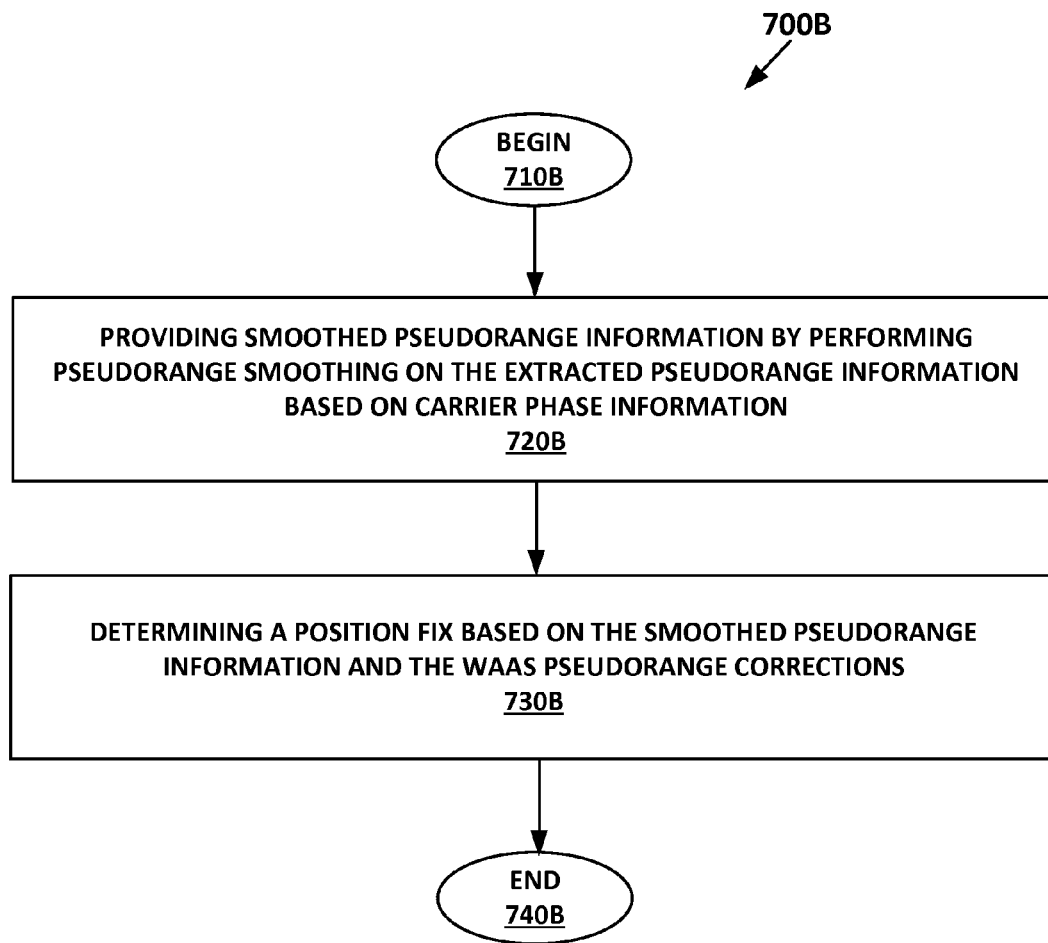 700B
BEGIN
710B
PROVIDING SMOOTHED PSEUDORANGE INFORMATION BY PERFORMING
PSEUDORANGE SMOOTHING ON THE EXTRACTED PSEUDORANGE INFORMATION
BASED ON CARRIER PHASE INFORMATION
720B
DETERMINING A POSITION FIX BASED ON THE SMOOTHED PSEUDORANGE
INFORMATION AND THE WAAS PSEUDORANGE CORRECTIONS
730B
END
740B